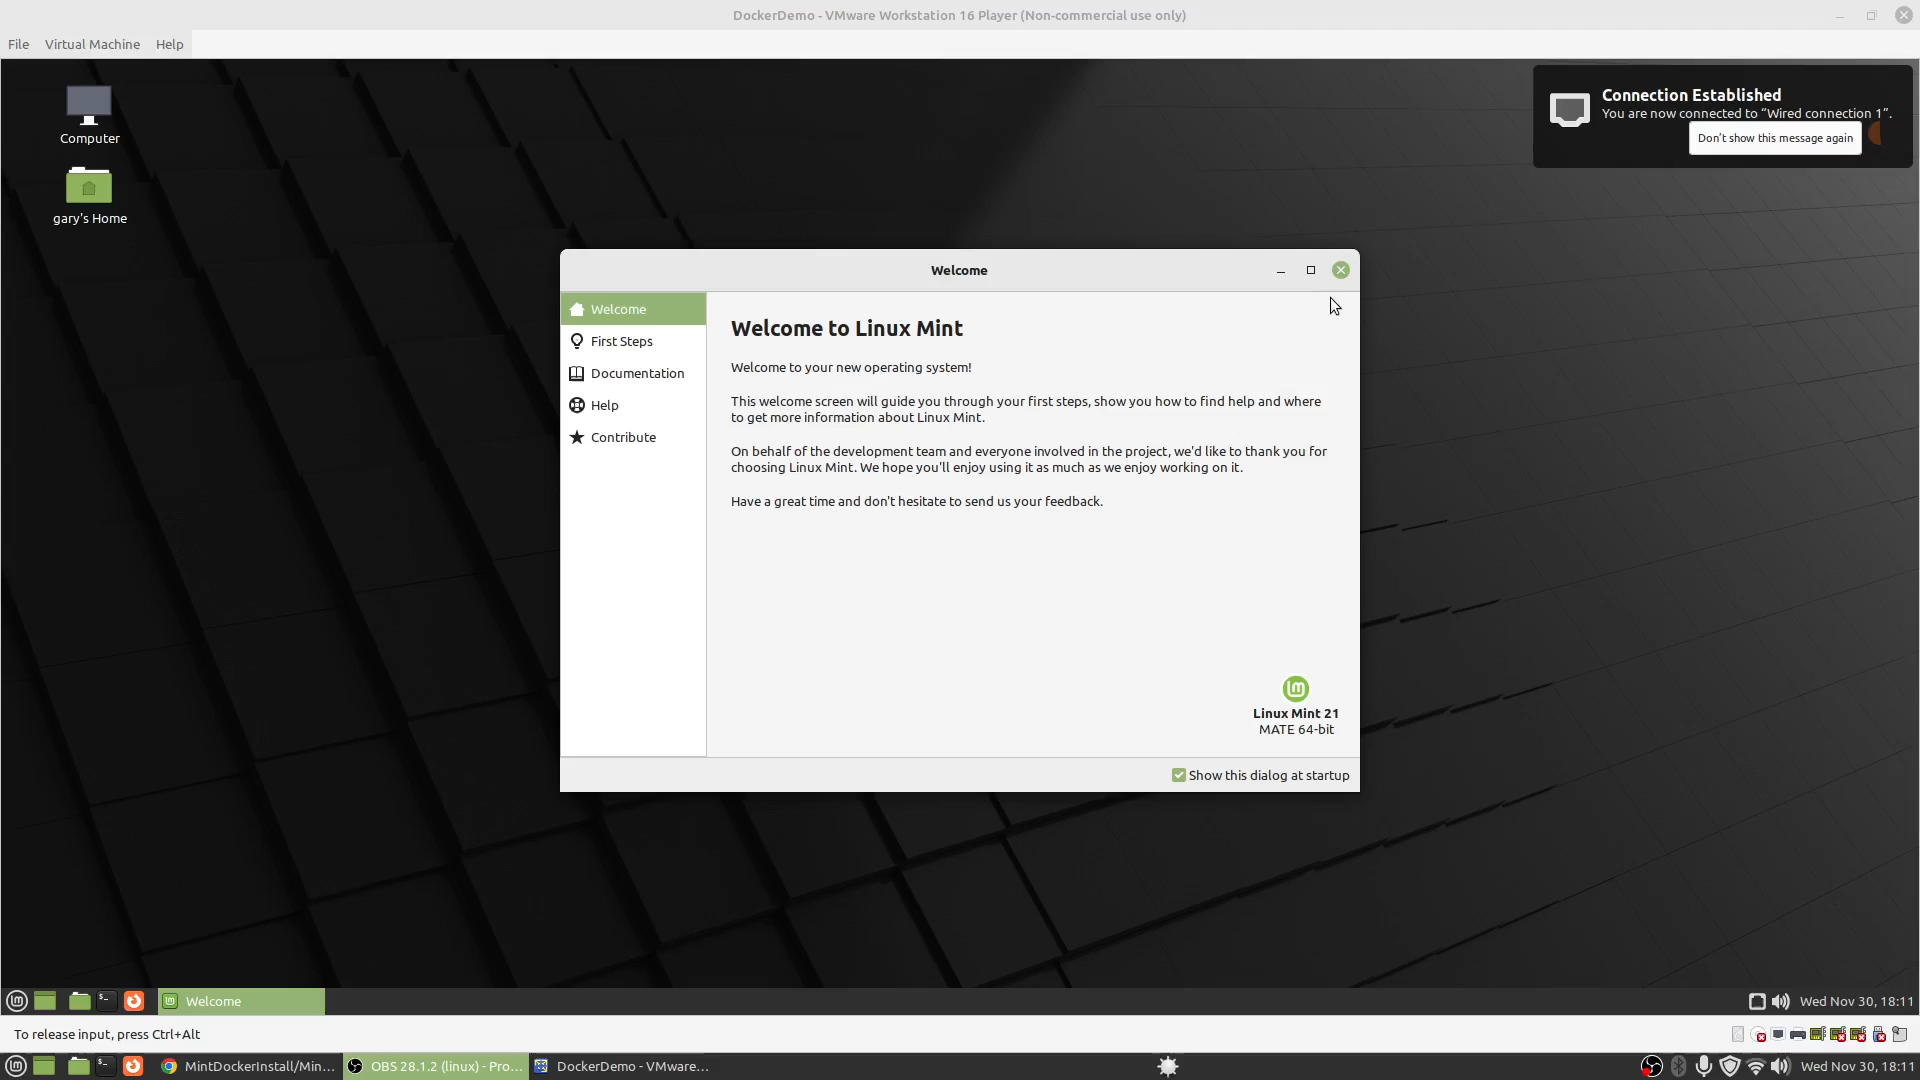 DockerDemo - VMware Workstation 16 Player (Non-commercial use only)
File Virtual Machine Help
Computer
gary's Home
Connection Established
You are now connected to “Wired connection 1”.
Don’t show this message again
Welcome
Welcome
First Steps
Documentation
Help
Contribute
Welcome to Linux Mint
Welcome to your new operating system!
This welcome screen will guide you through your first steps, show you how to find help and where
to get more information about Linux Mint.
On behalf of the development team and everyone involved in the project, we'd like to thank you for
choosing Linux Mint. We hope you'll enjoy using it as much as we enjoy working on it.
Have a great time and don't hesitate to send us your feedback.
Linux Mint 21
MATE 64-bit
Show this dialog at startup
Welcome
Wed Nov 30, 18:11
To release input, press Ctrl+Alt
MintDockerInstall/Min...
OBS 28.1.2 (linux) - Pro...
DockerDemo - VMware...
Wed Nov 30, 18:11